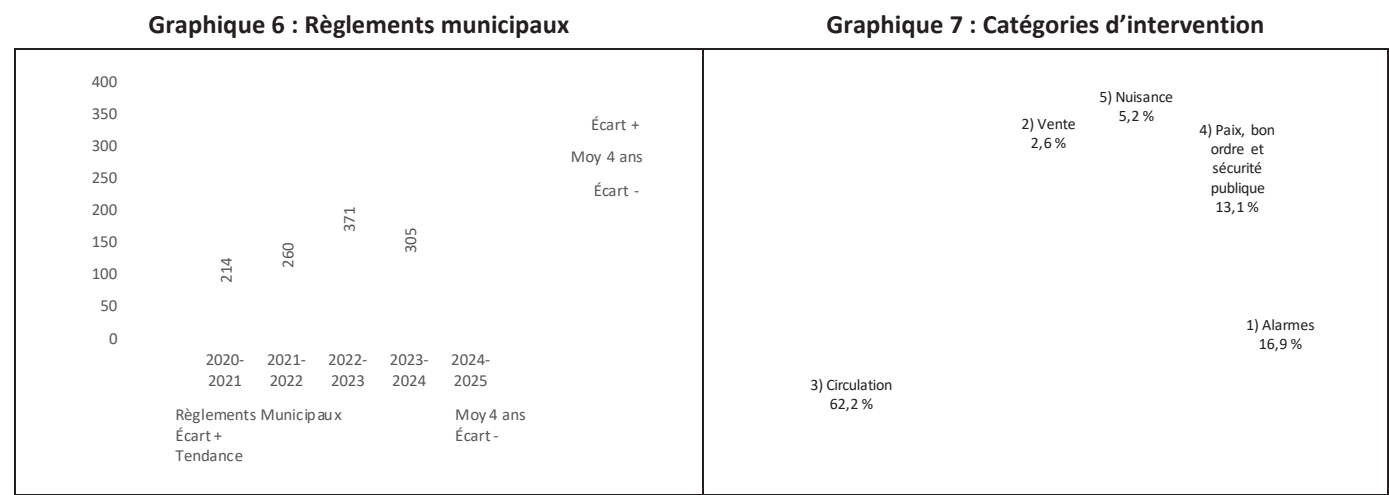 Graphique 6 : Règlements municipaux
400
350
300
250
200
150
100
50
0
214
260
371
305
2020-
2021
2021-
2022
2022-
2023
2023-
2024
2024-
2025
Écart +
Moy 4 ans
Écart -
Règlements Municipaux
Moy 4 ans
Écart +
Écart -
Tendance
Graphique 7 : Catégories d’intervention
5) Nuisance
5,2 %
2) Vente
2,6 %
4) Paix, bon
ordre et
sécurité
publique
13,1 %
1) Alarmes
16,9 %
3) Circulation
62,2 %